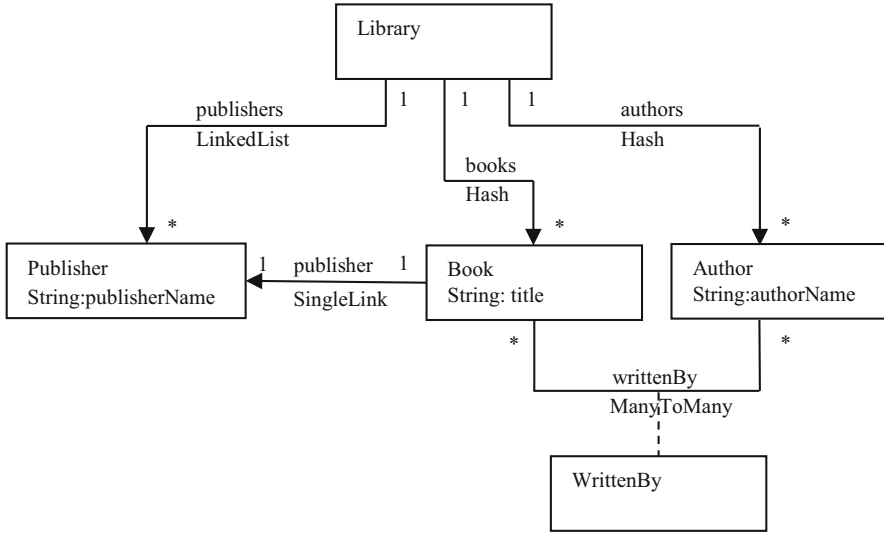 Library
1
1
1
publishers
LinkedList
authors
Hash
books
Hash
*
*
*
Publisher
String:publisherName
1
publisher
1
SingleLink
Book
String: title
Author
String:authorName
*
*
writtenBy
ManyToMany
WrittenBy